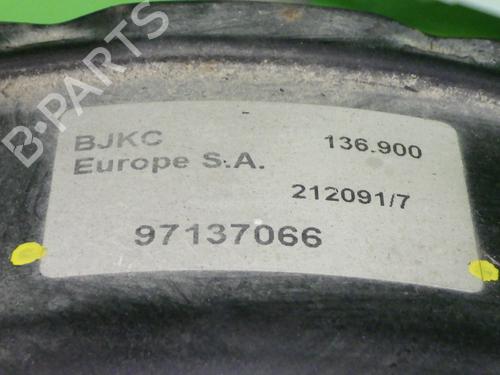 B-PARTS
BJKC
Europe S.A.
136.900
212091/7
97137066